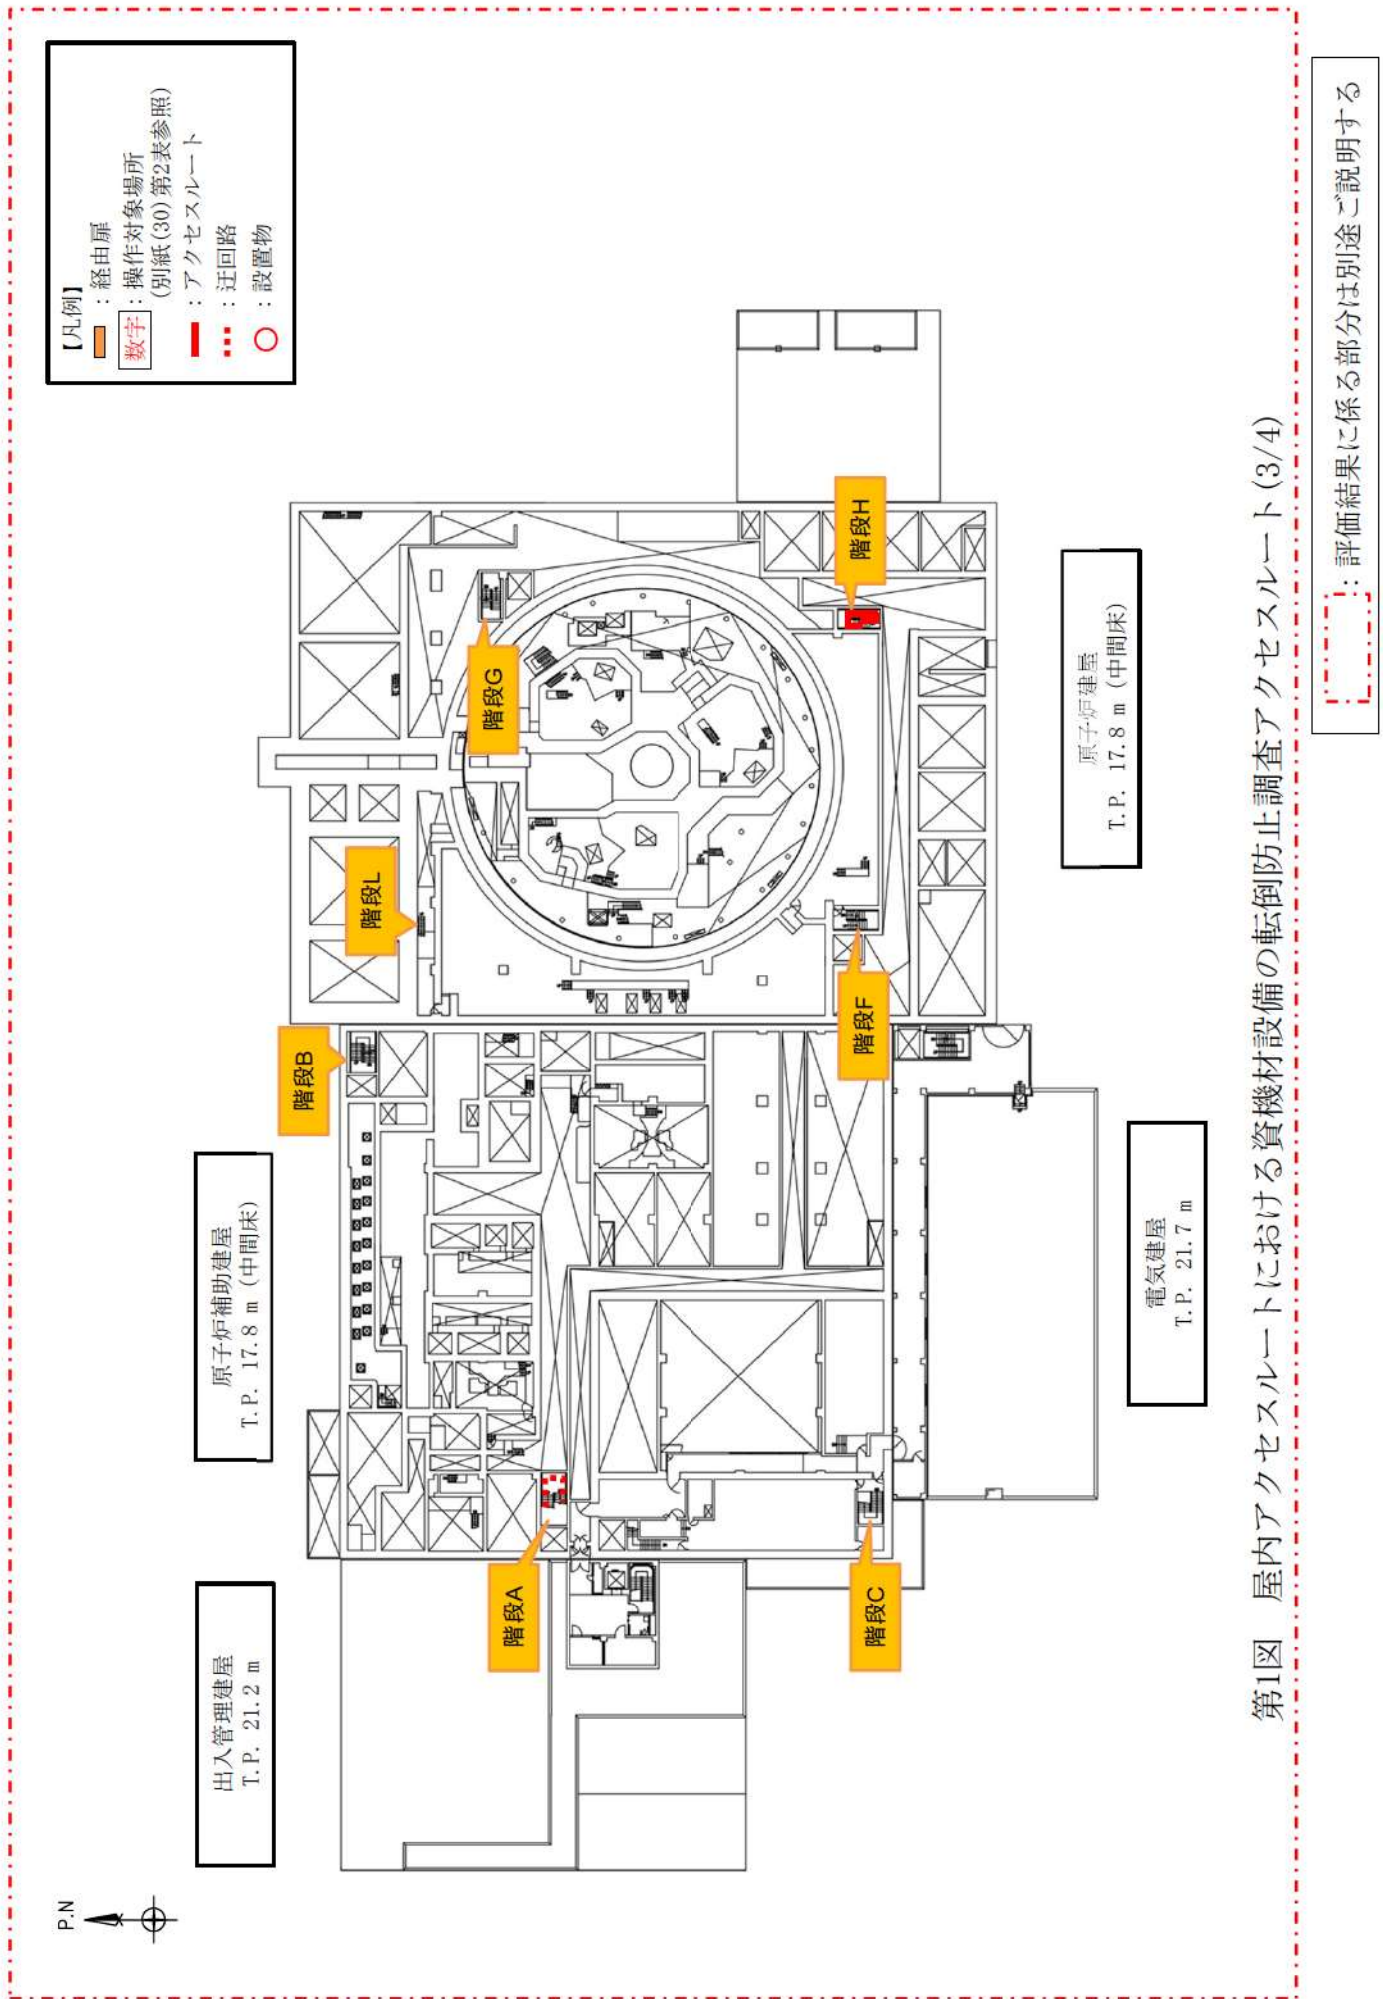 P.N
出入管理建屋
T.P. 21.2 m
原子炉補助建屋
T.P. 17.8 m (中間床)
【凡例】
：経由扉
数字：操作対象場所
(別紙(30)第2表参照)
：アクセスルート
：迂回路
：設置物
階段B
階段L
階段G
階段H
階段A
階段C
階段F
電気建屋
T.P. 21.7 m
原子炉建屋
T.P. 17.8 m (中間床)
第1図　屋内アクセスルートにおける資機材設備の転倒防止調査アクセスルート(3/4)
：評価結果に係る部分は別途ご説明する